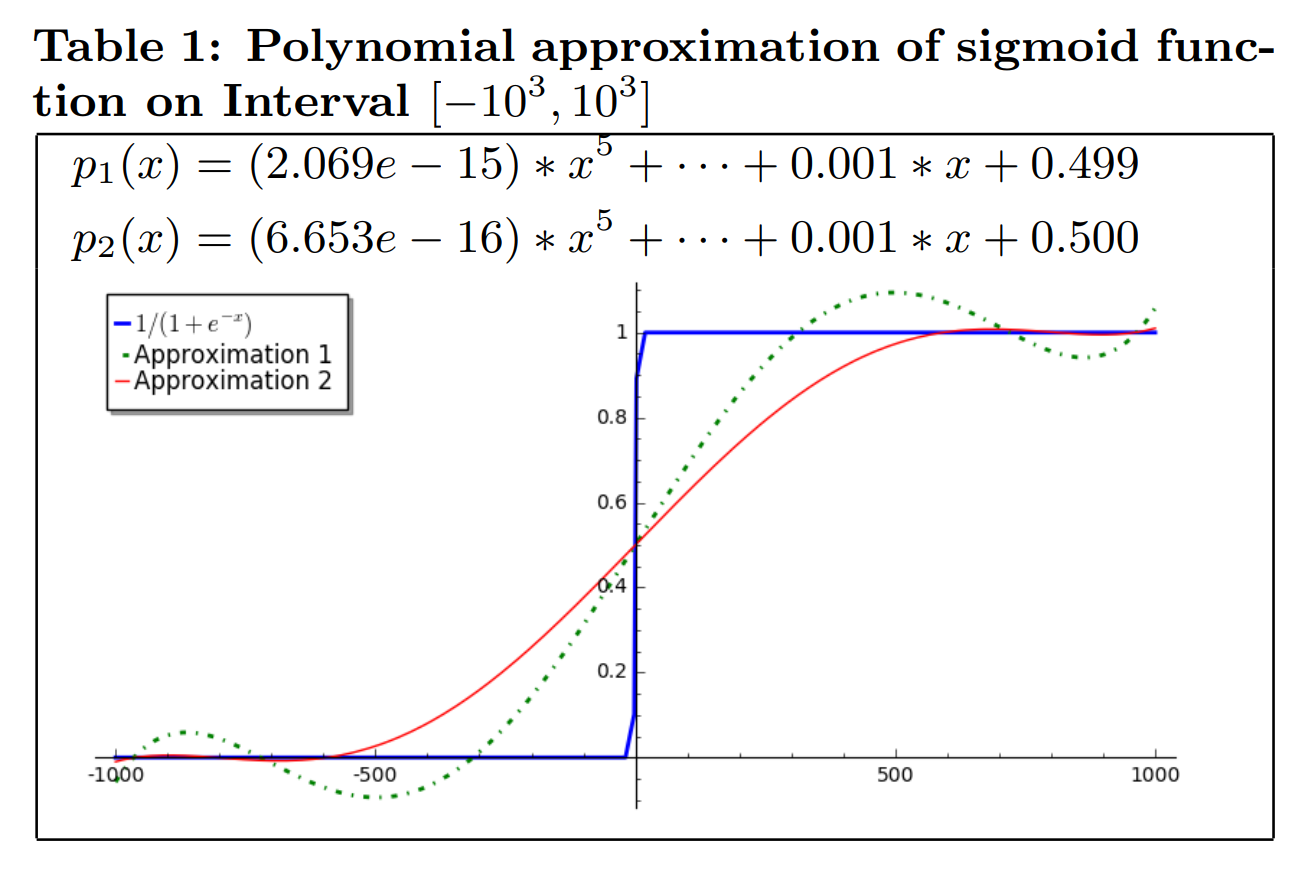 Table 1: Polynomial approximation of sigmoid func-
tion on Interval [−10³, 10³]
p₁(x) = (2.069e − 15) ∗ x⁵ + · · · + 0.001 ∗ x + 0.499
p₂(x) = (6.653e − 16) ∗ x⁵ + · · · + 0.001 ∗ x + 0.500
1/(1 + e⁻ˣ)
Approximation 1
Approximation 2
1
0.8
0.6
0.4
0.2
-1000 -500 500 1000